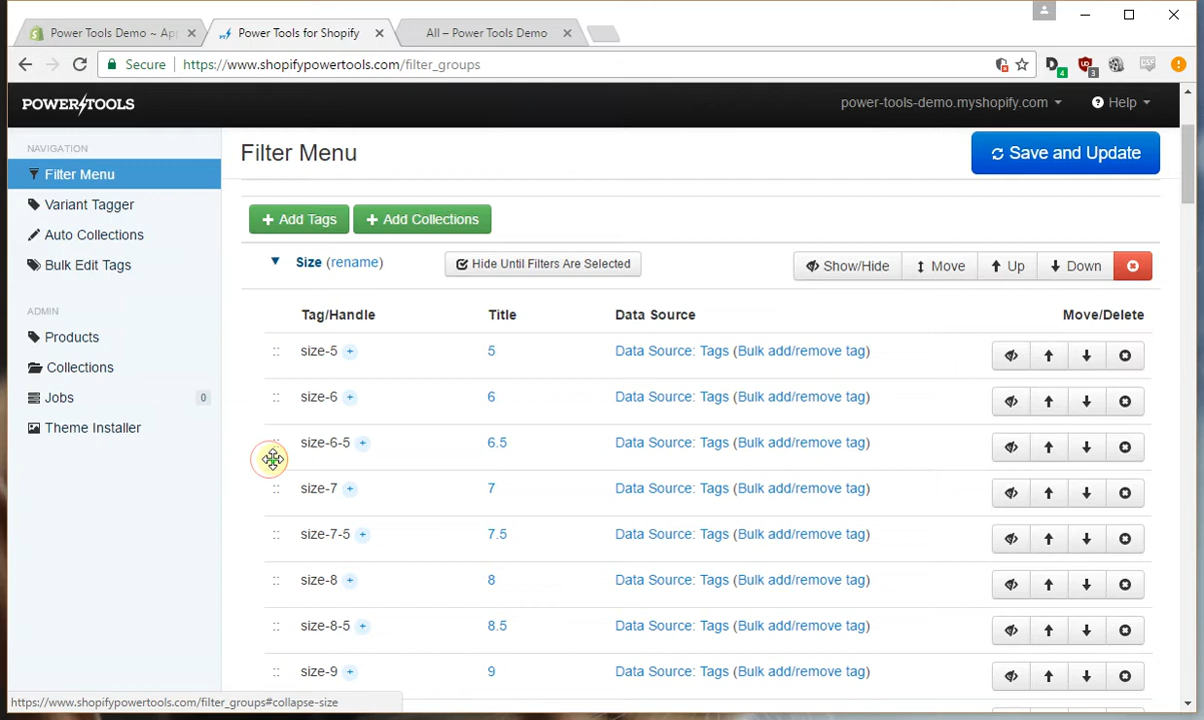 Power Tools Demo ~ Ap
Power Tools for Shopify
All – Power Tools Demo
Secure
https://www.shopifypowertools.com/filter_groups
4
3
POWER TOOLS
power-tools-demo.myshopify.com
Help
NAVIGATION
Filter Menu
Variant Tagger
Auto Collections
Bulk Edit Tags
ADMIN
Products
Collections
Jobs 0
Theme Installer
Filter Menu
Save and Update
+ Add Tags
+ Add Collections
Size (rename)
Hide Until Filters Are Selected
Show/Hide
Move
Up
Down
Tag/Handle Title Data Source Move/Delete
size-5 + 5 Data Source: Tags (Bulk add/remove tag)
size-6 + 6 Data Source: Tags (Bulk add/remove tag)
size-6-5 + 6.5 Data Source: Tags (Bulk add/remove tag)
size-7 + 7 Data Source: Tags (Bulk add/remove tag)
size-7-5 + 7.5 Data Source: Tags (Bulk add/remove tag)
size-8 + 8 Data Source: Tags (Bulk add/remove tag)
size-8-5 + 8.5 Data Source: Tags (Bulk add/remove tag)
size-9 + 9 Data Source: Tags (Bulk add/remove tag)
https://www.shopifypowertools.com/filter_groups#collapse-size